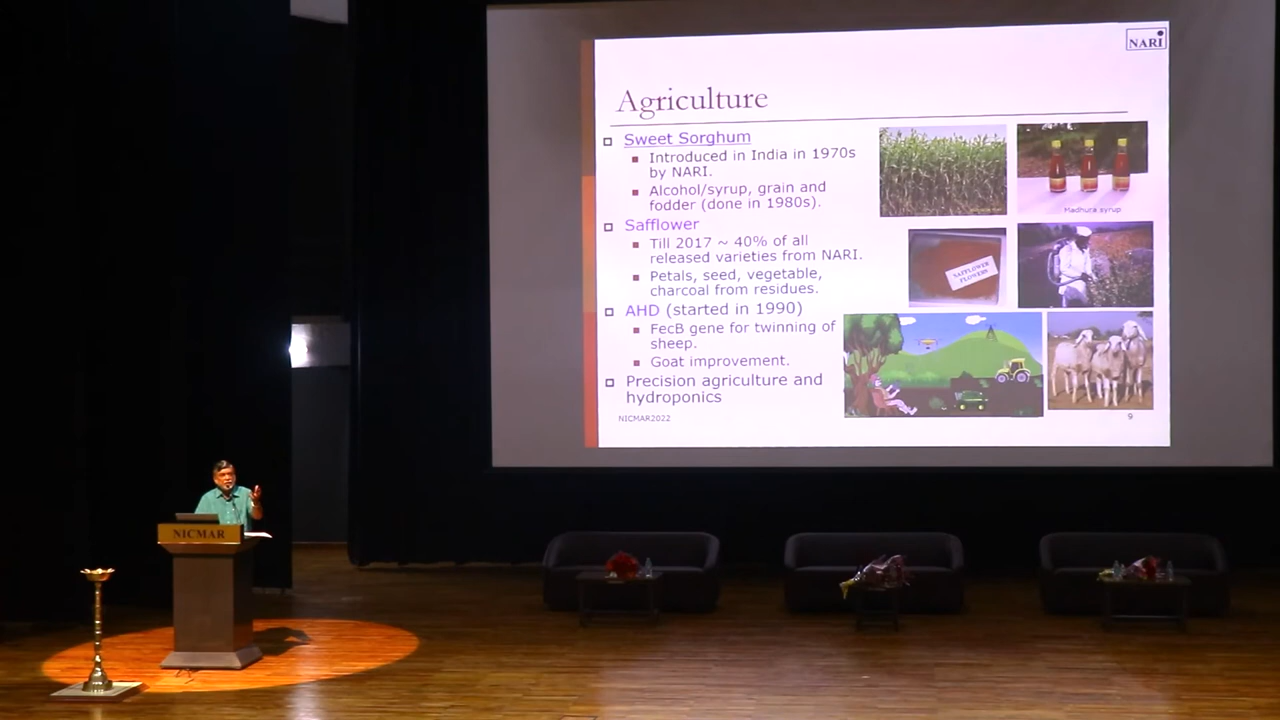 NARI
Agriculture
Sweet Sorghum
Introduced in India in 1970s
by NARI.
Alcohol/syrup, grain and
fodder (done in 1980s).
Madhura syrup
Safflower
Till 2017 ~ 40% of all
released varieties from NARI.
Petals, seed, vegetable,
charcoal from residues.
SAFFLOWER
FLOWERS
AHD (started in 1990)
FecB gene for twinning of
sheep.
Goat improvement.
Precision agriculture and
hydroponics
NICMAR2022
9
NICMAR